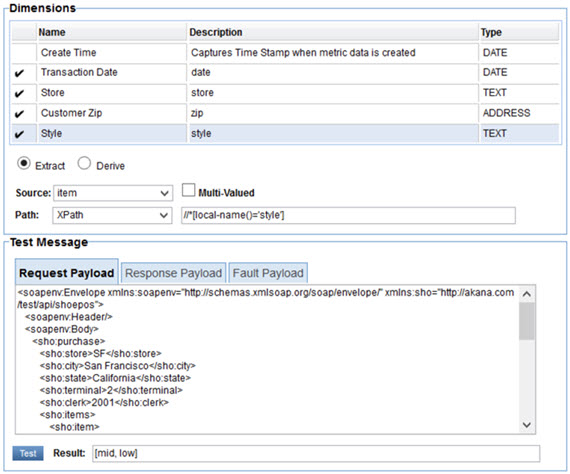 Dimensions
Name Description Type
Create Time Captures Time Stamp when metric data is created DATE
✔ Transaction Date date DATE
✔ Store store TEXT
✔ Customer Zip zip ADDRESS
✔ Style style TEXT
Extract Derive
Source: item Multi-Valued
Path: XPath //*[local-name()='style']
Test Message
Request Payload Response Payload Fault Payload
<soapenv:Envelope xmlns:soapenv="http://schemas.xmlsoap.org/soap/envelope/" xmlns:sho="http://akana.com
/test/api/shoepos">
<soapenv:Header/>
<soapenv:Body>
<sho:purchase>
<sho:store>SF</sho:store>
<sho:city>San Francisco</sho:city>
<sho:state>California</sho:state>
<sho:terminal>2</sho:terminal>
<sho:clerk>2001</sho:clerk>
<sho:items>
<sho:item>
Test Result: [mid, low]